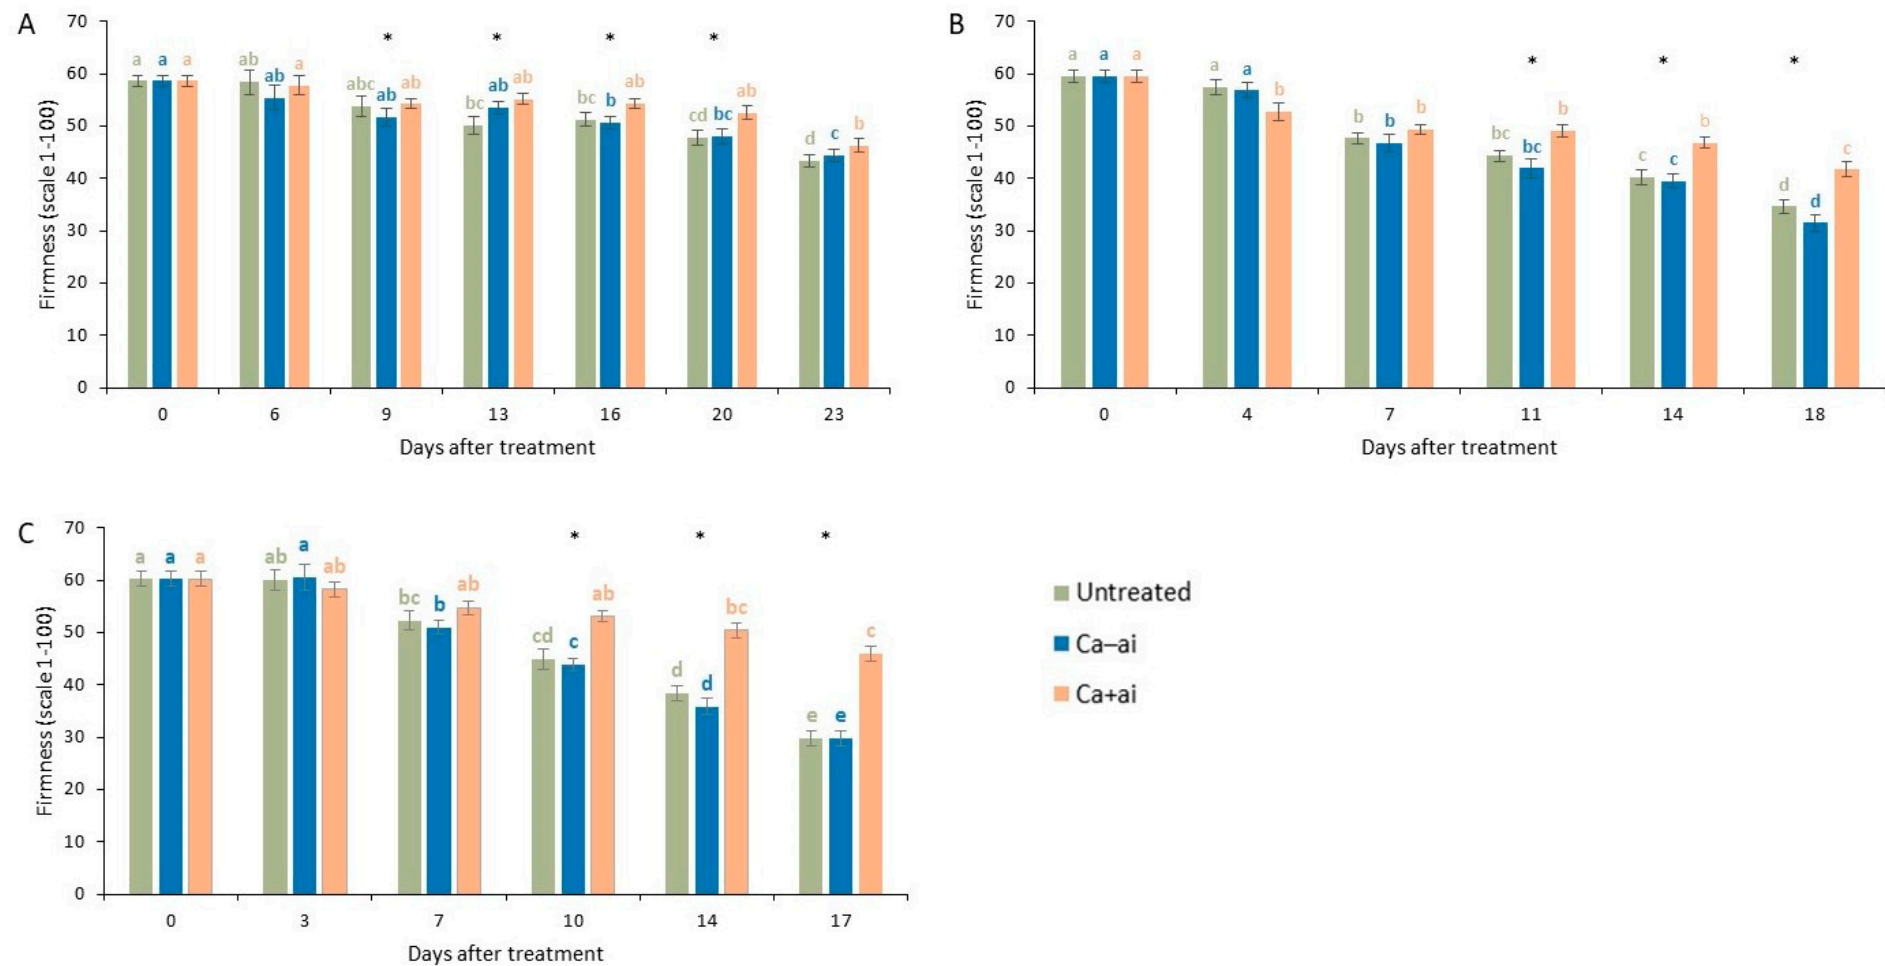 A
70
60
50
40
30
20
10
0
Firmness (scale 1-100)
* * * *
a a a ab ab a abc ab ab bc ab ab bc b ab cd bc ab d c b
0 6 9 13 16 20 23
Days after treatment
B
70
60
50
40
30
20
10
0
Firmness (scale 1-100)
* * *
a a a a a b b b b bc bc b c c b d d c
0 4 7 11 14 18
Days after treatment
C
70
60
50
40
30
20
10
0
Firmness (scale 1-100)
* * *
a a a ab a ab bc b ab cd c ab d d bc e e c
0 3 7 10 14 17
Days after treatment
Untreated
Ca–ai
Ca+ai